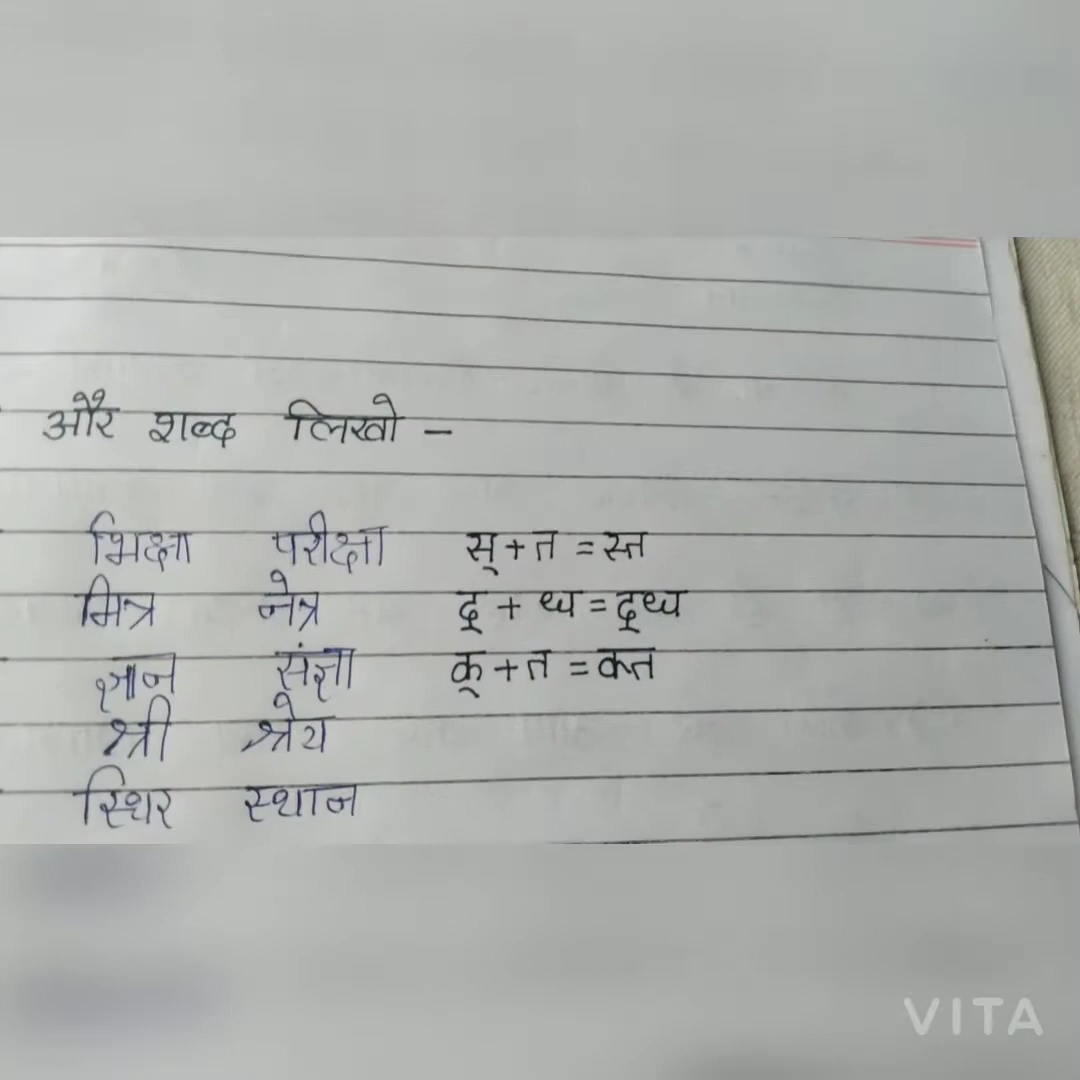 और शब्द लिखो -
भिक्षा परीक्षा स् + त = स्त
मित्र नेत्र द् + ध्य = द्ध्य
ज्ञान संज्ञा क् + त = क्त
श्री श्रेय
स्थिर स्थान
VITA